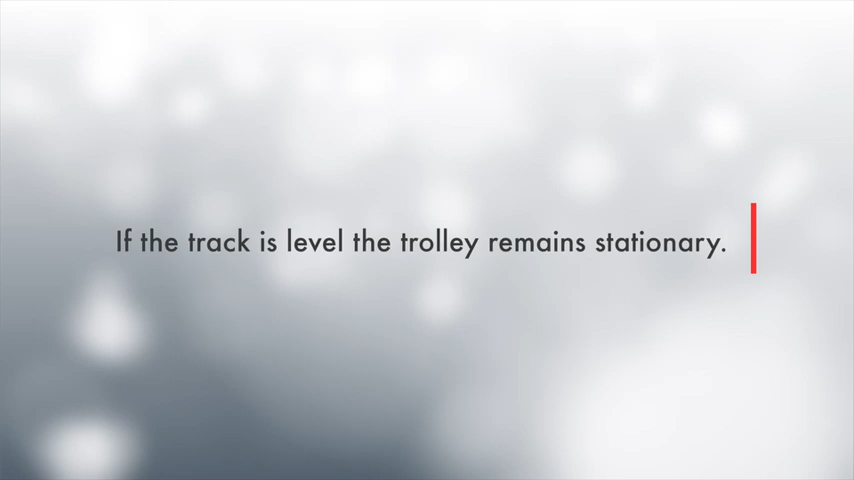 If the track is level the trolley remains stationary.